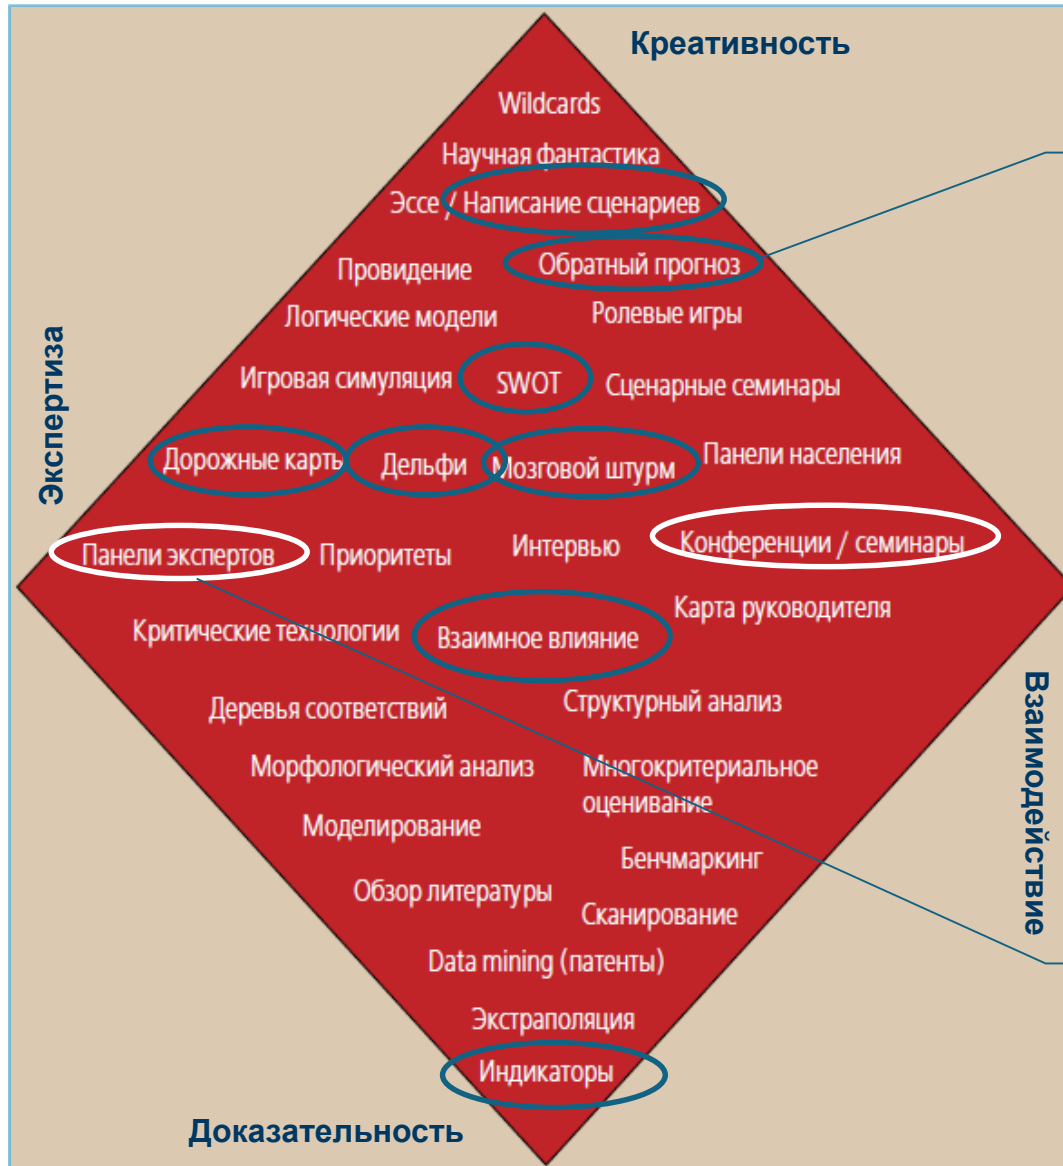 Креативность
Wildcards
Научная фантастика
Эссе / Написание сценариев
Провидение
Обратный прогноз
Логические модели
Ролевые игры
Игровая симуляция
SWOT
Сценарные семинары
Экспертиза
Дорожные карты
Дельфи
Мозговой штурм
Панели населения
Панели экспертов
Приоритеты
Интервью
Конференции / семинары
Критические технологии
Взаимное влияние
Карта руководителя
Деревья соответствий
Структурный анализ
Взаимодействие
Морфологический анализ
Многокритериальное
оценивание
Моделирование
Бенчмаркинг
Обзор литературы
Сканирование
Data mining (патенты)
Экстраполяция
Индикаторы
Доказательность